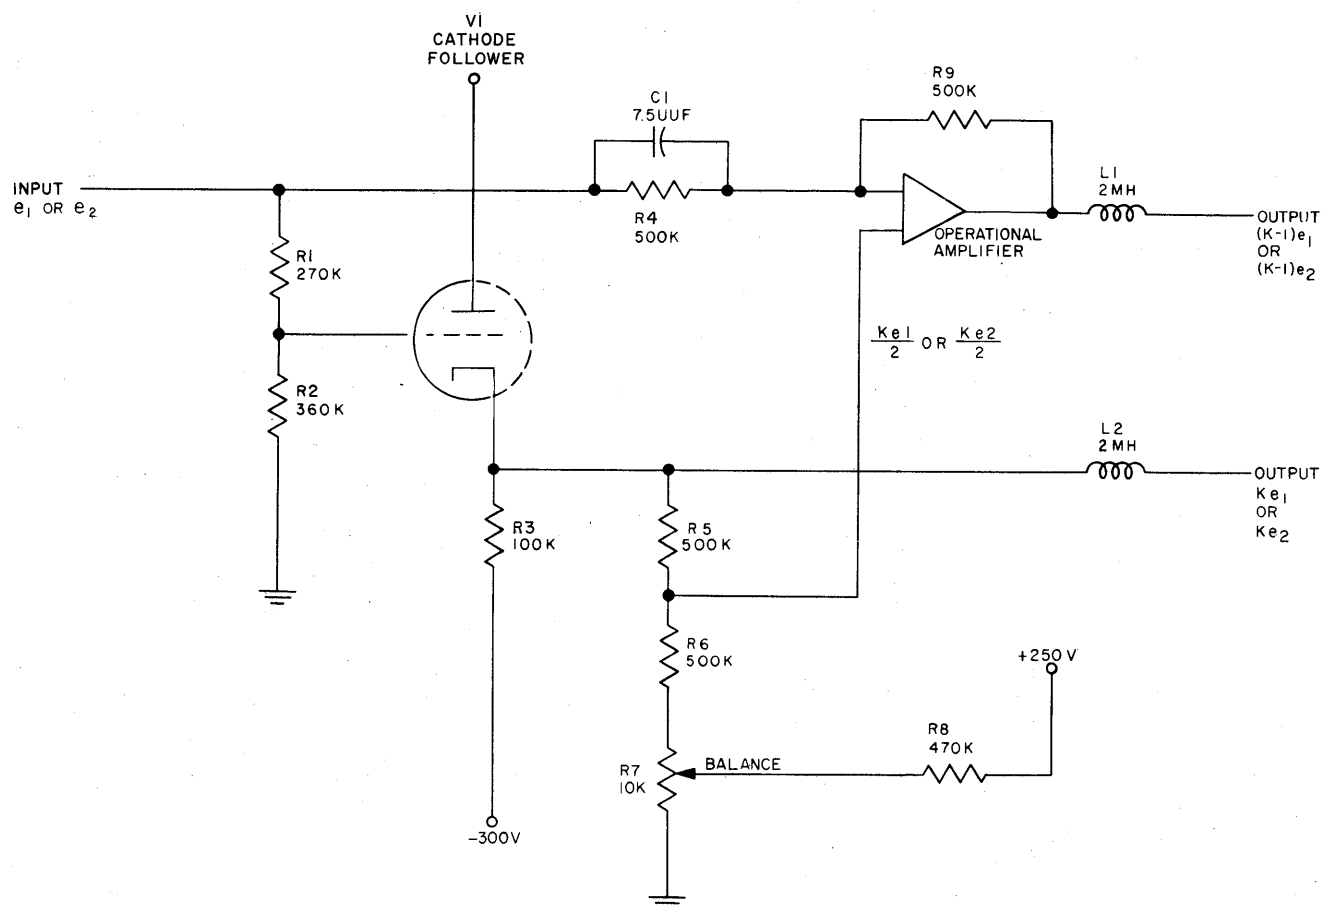 V1
CATHODE
FOLLOWER
R9
500K
C1
7.5UUF
INPUT
e1 OR e2
R4
500K
L1
2MH
OPERATIONAL
AMPLIFIER
OUTPUT
(K-1)e1
OR
(K-1)e2
R1
270K
Ke1
2
OR
Ke2
2
R2
360K
L2
2MH
OUTPUT
Ke1
OR
Ke2
R3
100K
R5
500K
R6
500K
+250V
R8
470K
R7
10K
BALANCE
-300V